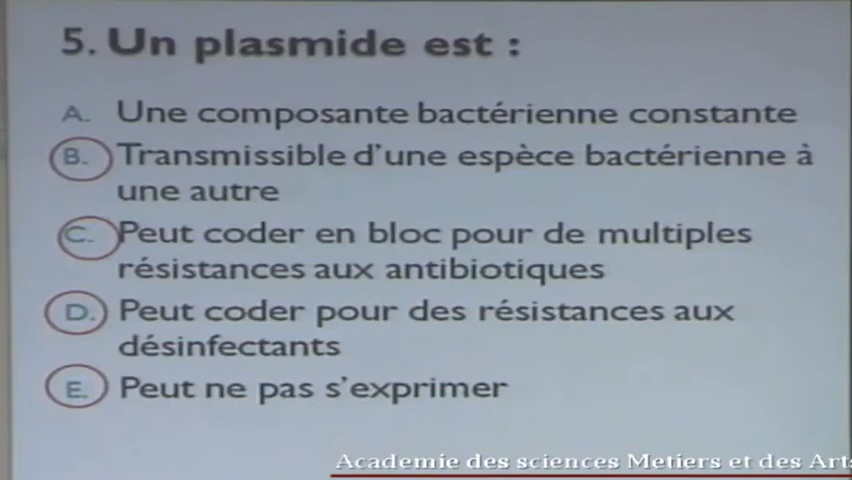 5. Un plasmide est :
A. Une composante bactérienne constante
B. Transmissible d'une espèce bactérienne à
une autre
C. Peut coder en bloc pour de multiples
résistances aux antibiotiques
D. Peut coder pour des résistances aux
désinfectants
E. Peut ne pas s'exprimer
Academie des sciences Metiers et des Arts